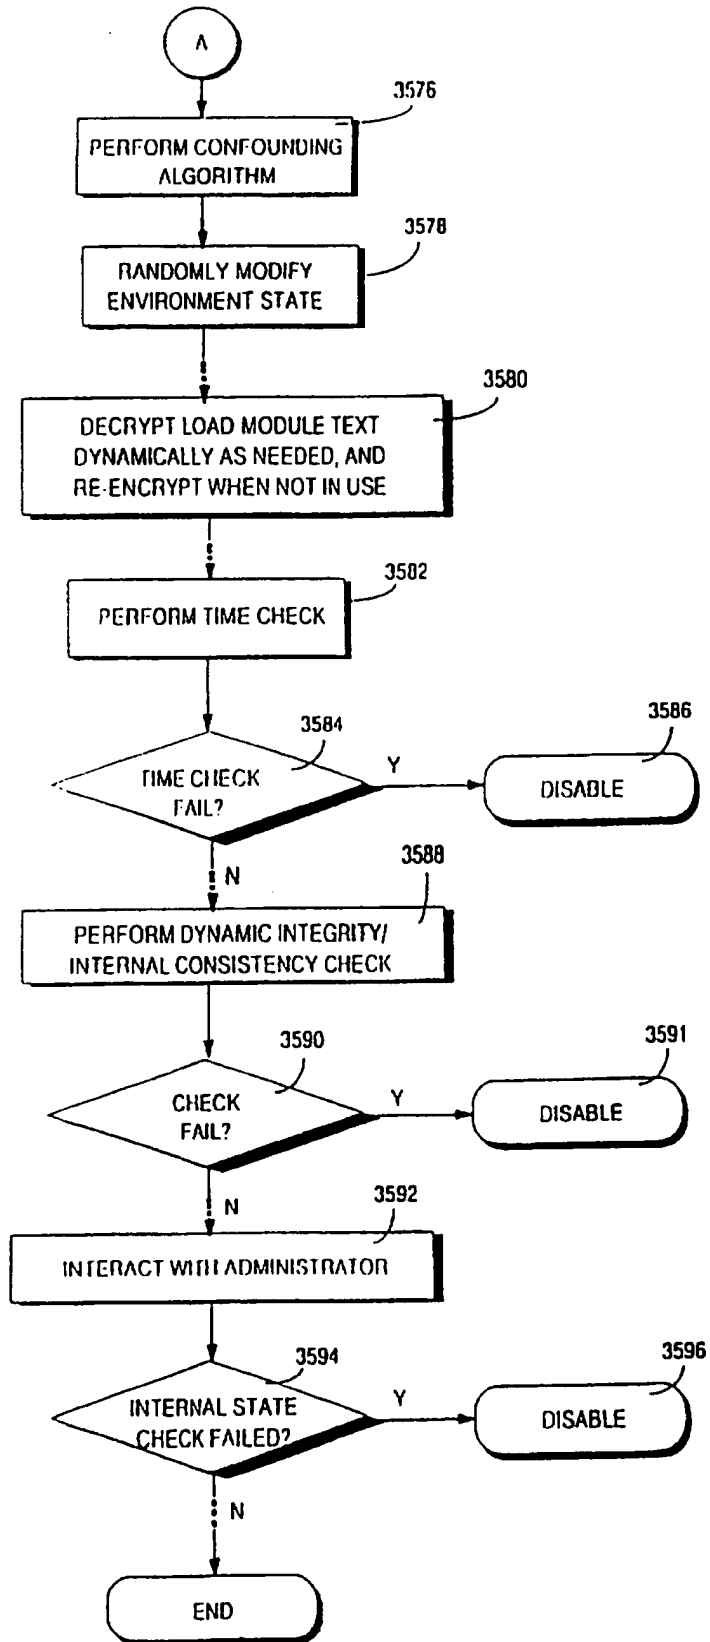 A
3576
PERFORM CONFOUNDING
ALGORITHM
3578
RANDOMLY MODIFY
ENVIRONMENT STATE
3580
DECRYPT LOAD MODULE TEXT
DYNAMICALLY AS NEEDED, AND
RE-ENCRYPT WHEN NOT IN USE
3582
PERFORM TIME CHECK
3584
TIME CHECK
FAIL?
Y
3586
DISABLE
N
3588
PERFORM DYNAMIC INTEGRITY/
INTERNAL CONSISTENCY CHECK
3590
CHECK
FAIL?
Y
3591
DISABLE
N
3592
INTERACT WITH ADMINISTRATOR
3594
INTERNAL STATE
CHECK FAILED?
Y
3596
DISABLE
N
END